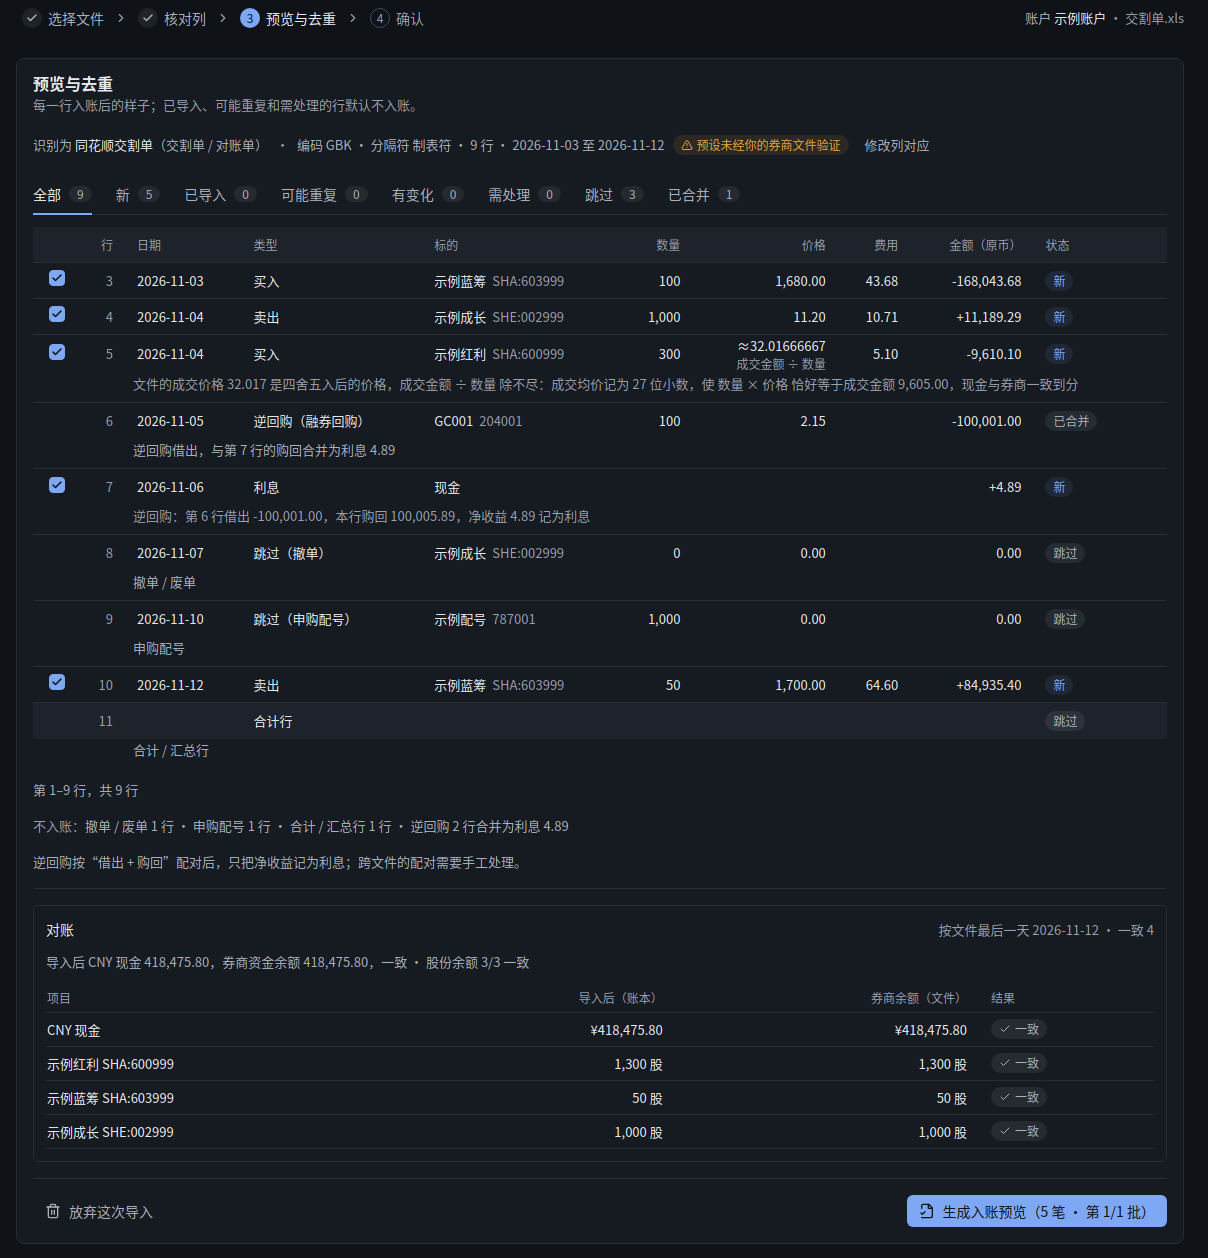 选择文件 核对列 3 预览与去重 4 确认 账户 示例账户 · 交割单.xls
预览与去重
每一行入账后的样子；已导入、可能重复和需处理的行默认不入账。
识别为 同花顺交割单（交割单 / 对账单） · 编码 GBK · 分隔符 制表符 · 9 行 · 2026-11-03 至 2026-11-12 预设未经你的券商文件验证 修改列对应
全部 9 新 5 已导入 0 可能重复 0 有变化 0 需处理 0 跳过 3 已合并 1
行 日期 类型 标的 数量 价格 费用 金额（原币） 状态
3 2026-11-03 买入 示例蓝筹 SHA:603999 100 1,680.00 43.68 -168,043.68 新
4 2026-11-04 卖出 示例成长 SHE:002999 1,000 11.20 10.71 +11,189.29 新
5 2026-11-04 买入 示例红利 SHA:600999 300 ≈32.01666667 5.10 -9,610.10 新
成交金额 ÷ 数量
文件的成交价格 32.017 是四舍五入后的价格，成交金额 ÷ 数量 除不尽：成交均价记为 27 位小数，使 数量 × 价格 恰好等于成交金额 9,605.00，现金与券商一致到分
6 2026-11-05 逆回购（融券回购） GC001 204001 100 2.15 -100,001.00 已合并
逆回购借出，与第 7 行的购回合并为利息 4.89
7 2026-11-06 利息 现金 +4.89 新
逆回购：第 6 行借出 -100,001.00，本行购回 100,005.89，净收益 4.89 记为利息
8 2026-11-07 跳过（撤单） 示例成长 SHE:002999 0 0.00 0.00 跳过
撤单 / 废单
9 2026-11-10 跳过（申购配号） 示例配号 787001 1,000 0.00 0.00 跳过
申购配号
10 2026-11-12 卖出 示例蓝筹 SHA:603999 50 1,700.00 64.60 +84,935.40 新
11 合计行 跳过
合计 / 汇总行
第 1–9 行，共 9 行
不入账：撤单 / 废单 1 行 · 申购配号 1 行 · 合计 / 汇总行 1 行 · 逆回购 2 行合并为利息 4.89
逆回购按“借出 + 购回”配对后，只把净收益记为利息；跨文件的配对需要手工处理。
对账 按文件最后一天 2026-11-12 · 一致 4
导入后 CNY 现金 418,475.80，券商资金余额 418,475.80，一致 · 股份余额 3/3 一致
项目 导入后（账本） 券商余额（文件） 结果
CNY 现金 ¥418,475.80 ¥418,475.80 一致
示例红利 SHA:600999 1,300 股 1,300 股 一致
示例蓝筹 SHA:603999 50 股 50 股 一致
示例成长 SHE:002999 1,000 股 1,000 股 一致
放弃这次导入 生成入账预览（5 笔 · 第 1/1 批）